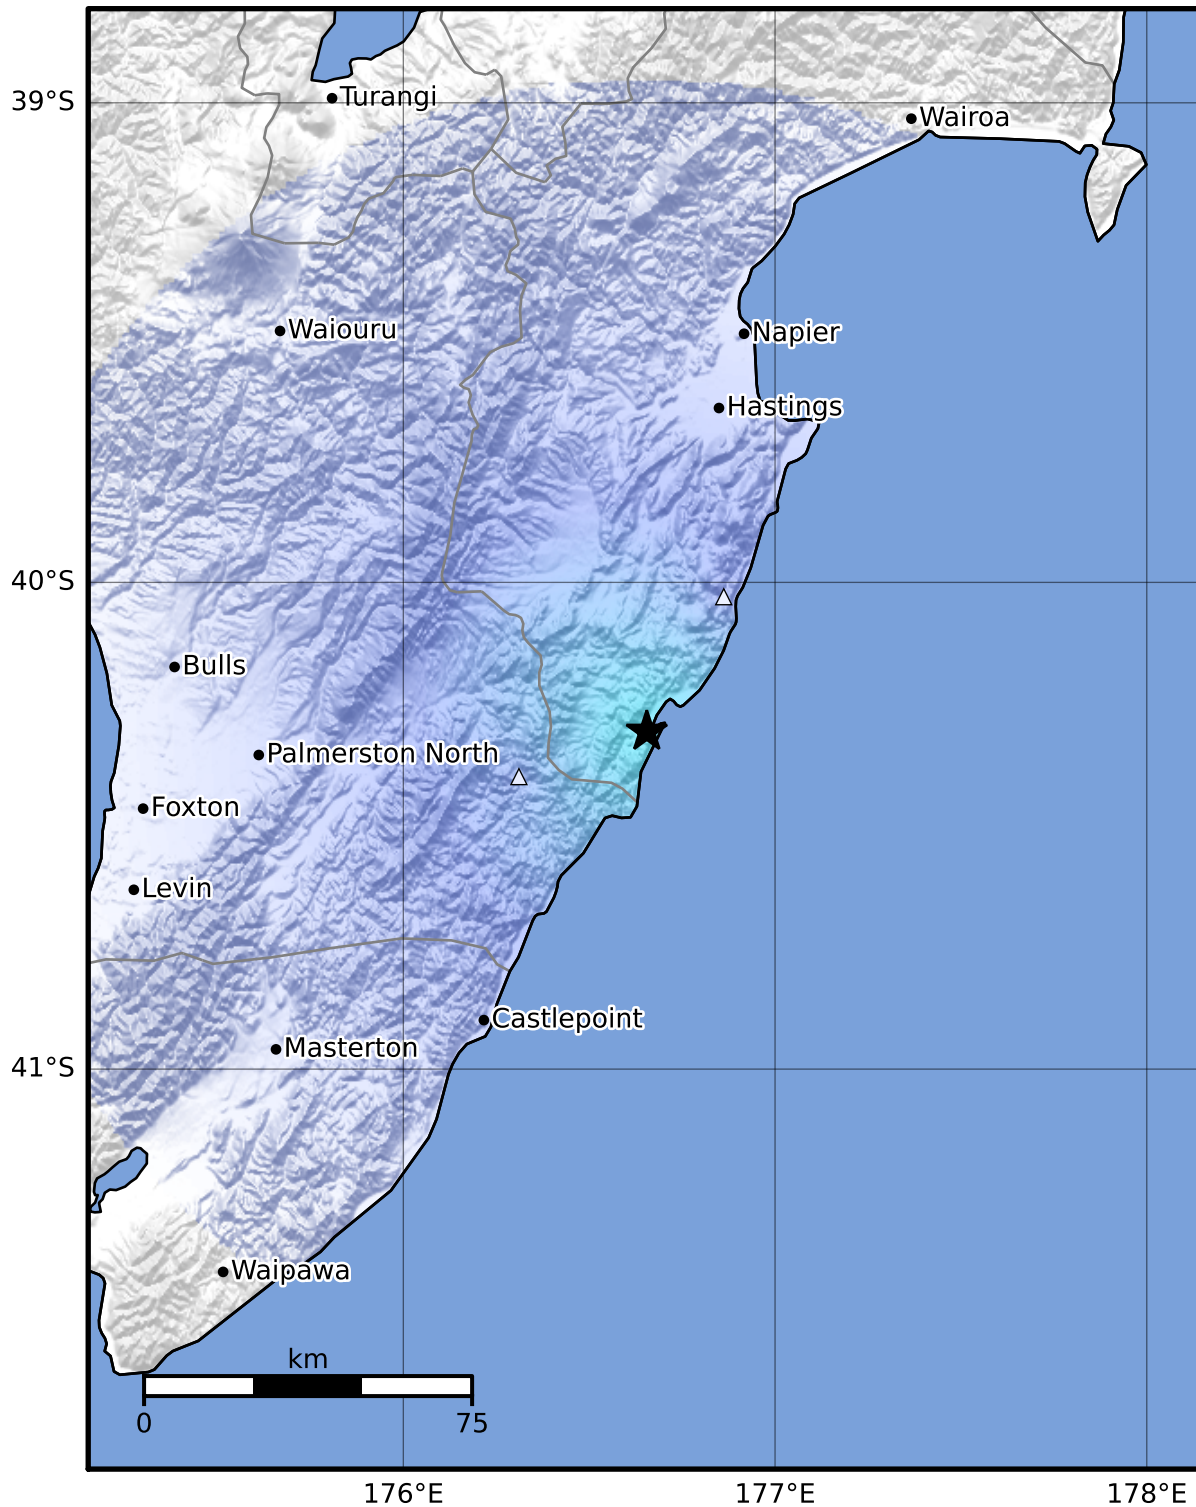 Turangi
39°S
Wairoa
Waiouru
Napier
Hastings
40°S
Bulls
Palmerston North
Foxton
Levin
Castlepoint
Masterton
41°S
Waipawa
km
0 75
176°E 177°E 178°E